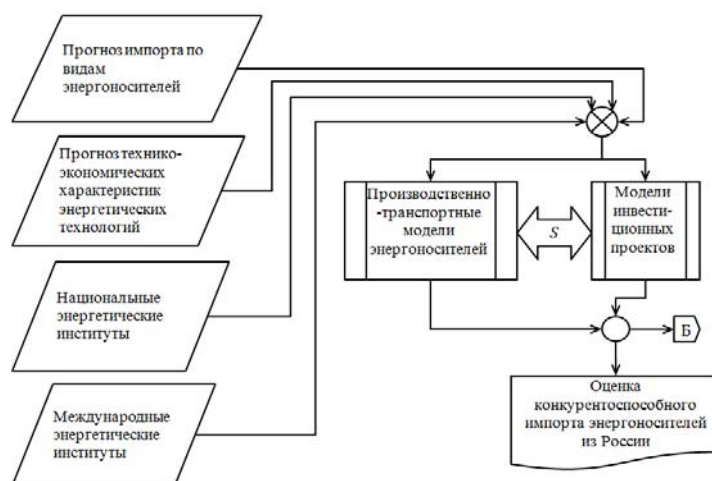 Прогноз импорта по
видам
энергоносителей
Прогноз технико-
экономических
характеристик
энергетических
технологий
Национальные
энергетические
институты
Международные
энергетические
институты
Производственно
-транспортные
модели
энергоносителей
S
Модели
инвести-
ционных
проектов
Б
Оценка
конкурентоспособного
импорта энергоносителей
из России